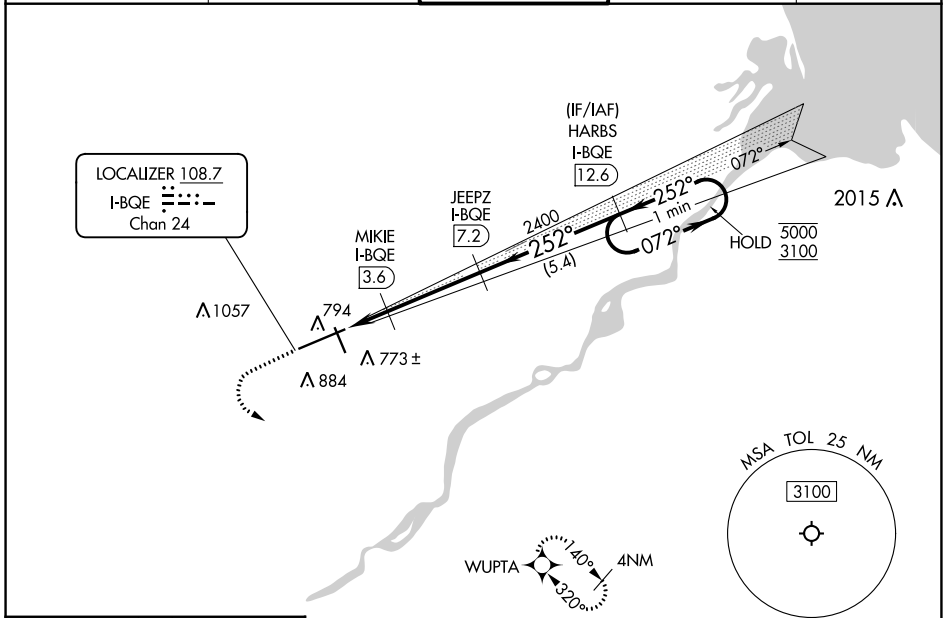 (IF/IAF)
HARBS
I-BQE
12.6
LOCALIZER 108.7
I-BQE
Chan 24
JEEPZ
I-BQE
7.2
MIKIE
I-BQE
3.6
2400
252°
(5.4)
252°
1 min
072°
072°
HOLD
5000
3100
2015
1057
794
773 ±
884
MSA TOL 25 NM
3100
WUPTA
140°
320°
4NM